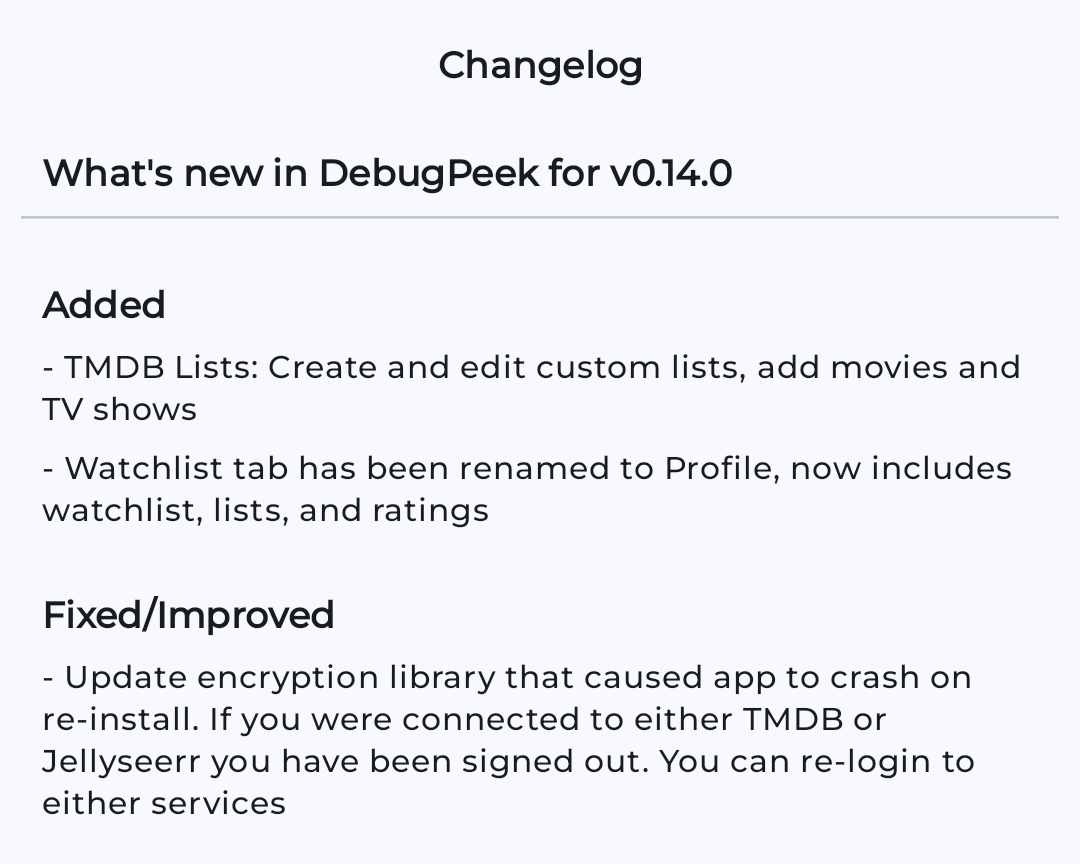 Changelog
What's new in DebugPeek for v0.14.0
Added
- TMDB Lists: Create and edit custom lists, add movies and
TV shows
- Watchlist tab has been renamed to Profile, now includes
watchlist, lists, and ratings
Fixed/Improved
- Update encryption library that caused app to crash on
re-install. If you were connected to either TMDB or
Jellyseerr you have been signed out. You can re-login to
either services